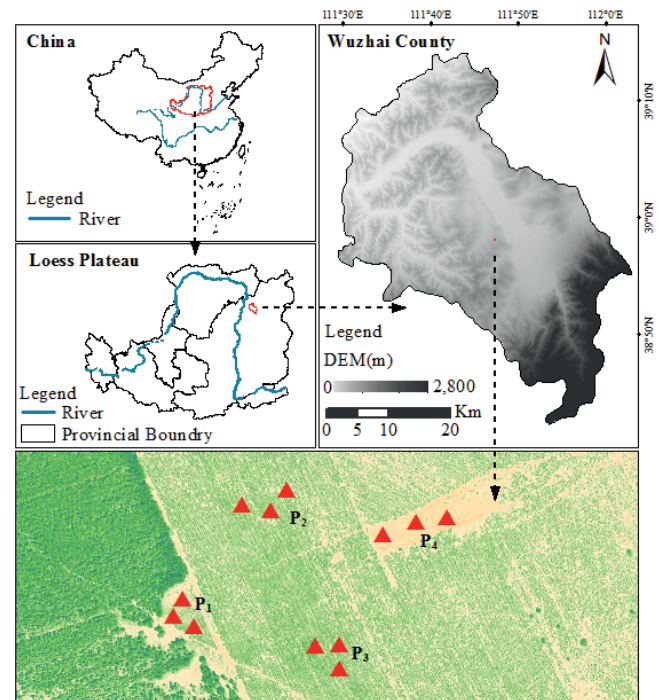 111°30'E 111°40'E 111°50'E 112°0'E
China
Legend
River
Wuzhai County
N
39°10'N
39°0'N
38°50'N
Loess Plateau
Legend
River
Provincial Boundry
Legend
DEM(m)
0 2,800
Km
0 5 10 20
P2
P4
P1
P3